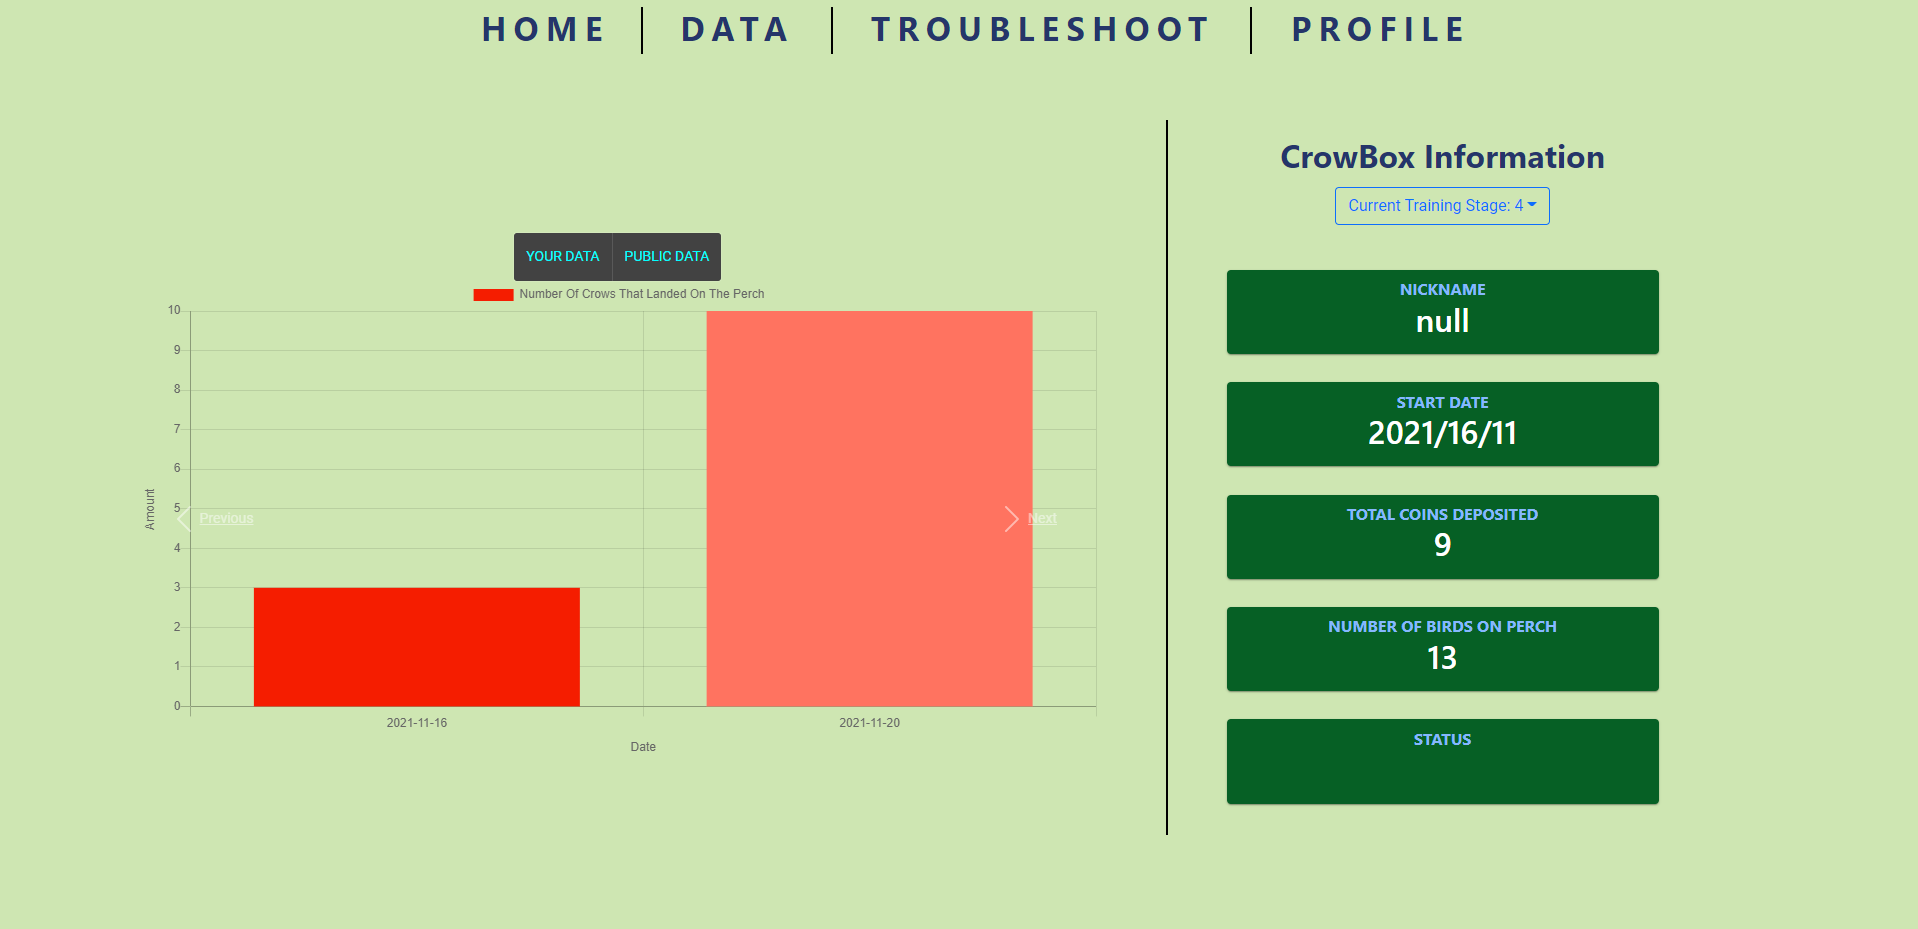 HOME DATA TROUBLESHOOT PROFILE
YOUR DATA PUBLIC DATA
Number Of Crows That Landed On The Perch
10
9
8
7
6
5
4
3
2
1
0
Amount
Previous
Next
2021-11-16 2021-11-20
Date
CrowBox Information
Current Training Stage: 4
NICKNAME
null
START DATE
2021/16/11
TOTAL COINS DEPOSITED
9
NUMBER OF BIRDS ON PERCH
13
STATUS